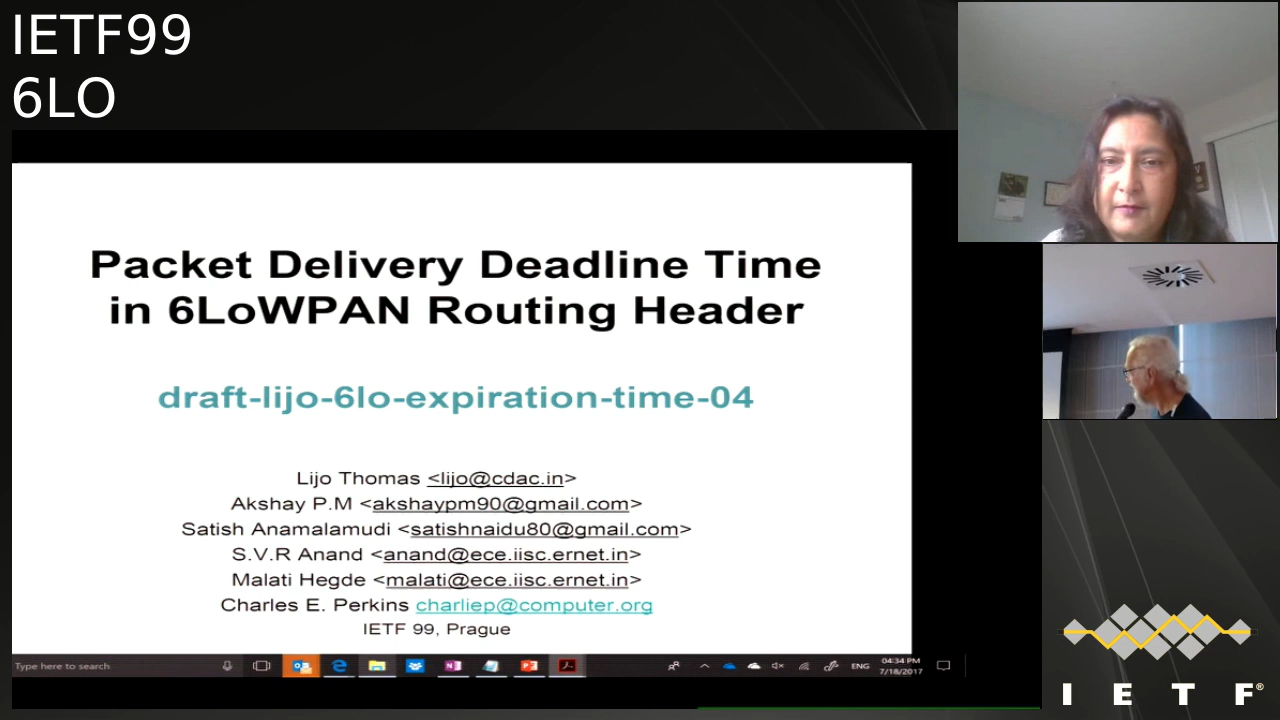 IETF99
6LO
Packet Delivery Deadline Time
in 6LoWPAN Routing Header
draft-lijo-6lo-expiration-time-04
Lijo Thomas <lijo@cdac.in>
Akshay P.M <akshaypm90@gmail.com>
Satish Anamalamudi <satishnaidu80@gmail.com>
S.V.R Anand <anand@ece.iisc.ernet.in>
Malati Hegde <malati@ece.iisc.ernet.in>
Charles E. Perkins charliep@computer.org
IETF 99, Prague
Type here to search
ENG
04:34 PM
7/18/2017
I E T F®